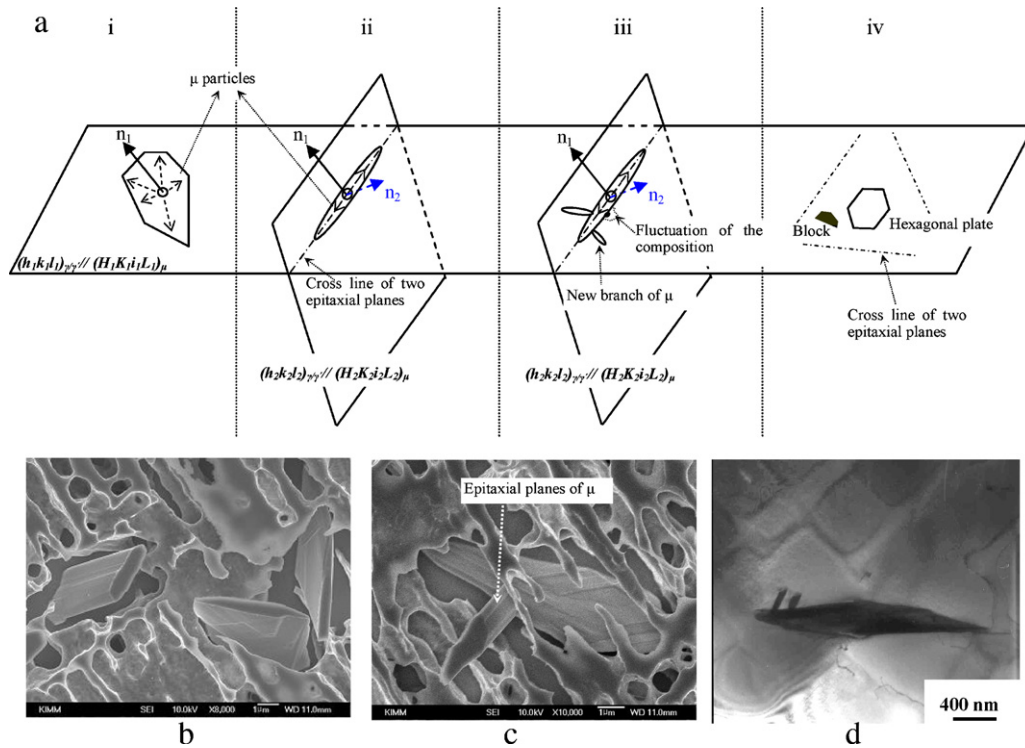 a i ii iii iv
μ particles
n₁ n₁ n₁
n₂ n₂
Fluctuation of the
composition
Block Hexagonal plate
(h₁k₁l₁)γ/γ'// (H₁K₁i₁L₁)μ
Cross line of two
epitaxial planes
New branch of μ
Cross line of two
epitaxial planes
(h₂k₂l₂)γ/γ'// (H₂K₂i₂L₂)μ (h₂k₂l₂)γ/γ'// (H₂K₂i₂L₂)μ
Epitaxial planes of μ
KIMM SEI 10.0kV X8,000 1μm WD 11.0mm
KIMM SEI 10.0kV X10,000 1μm WD 11.0mm
400 nm
b c d